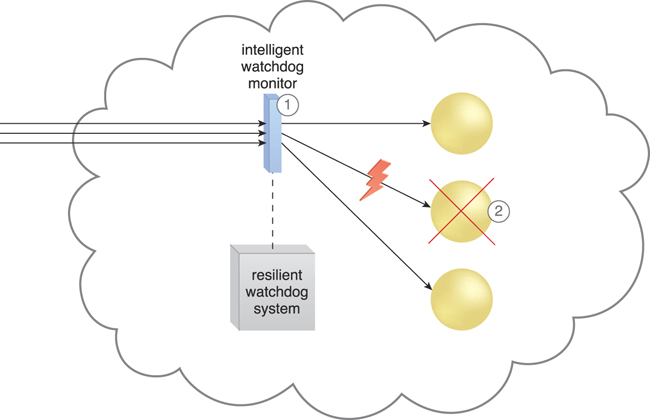 intelligent
watchdog
monitor
1
2
resilient
watchdog
system